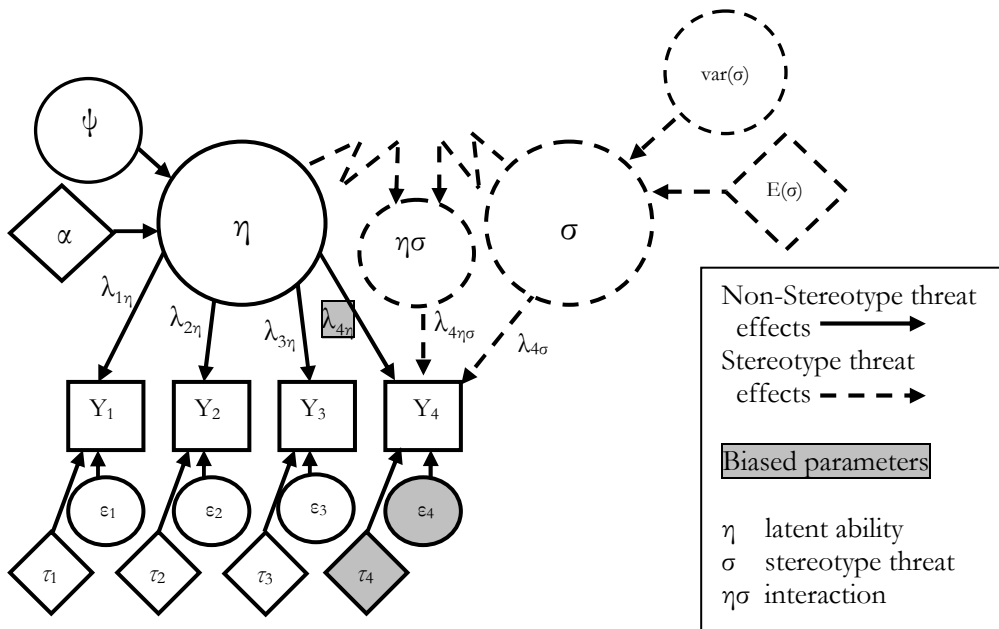 var(σ)
ψ
E(σ)
α
η
ησ
σ
λ1η
λ2η
λ3η
λ4η
λ4ησ
λ4σ
Y1
Y2
Y3
Y4
ε1
ε2
ε3
ε4
τ1
τ2
τ3
τ4
Non-Stereotype threat
effects
Stereotype threat
effects
Biased parameters
η latent ability
σ stereotype threat
ησ interaction